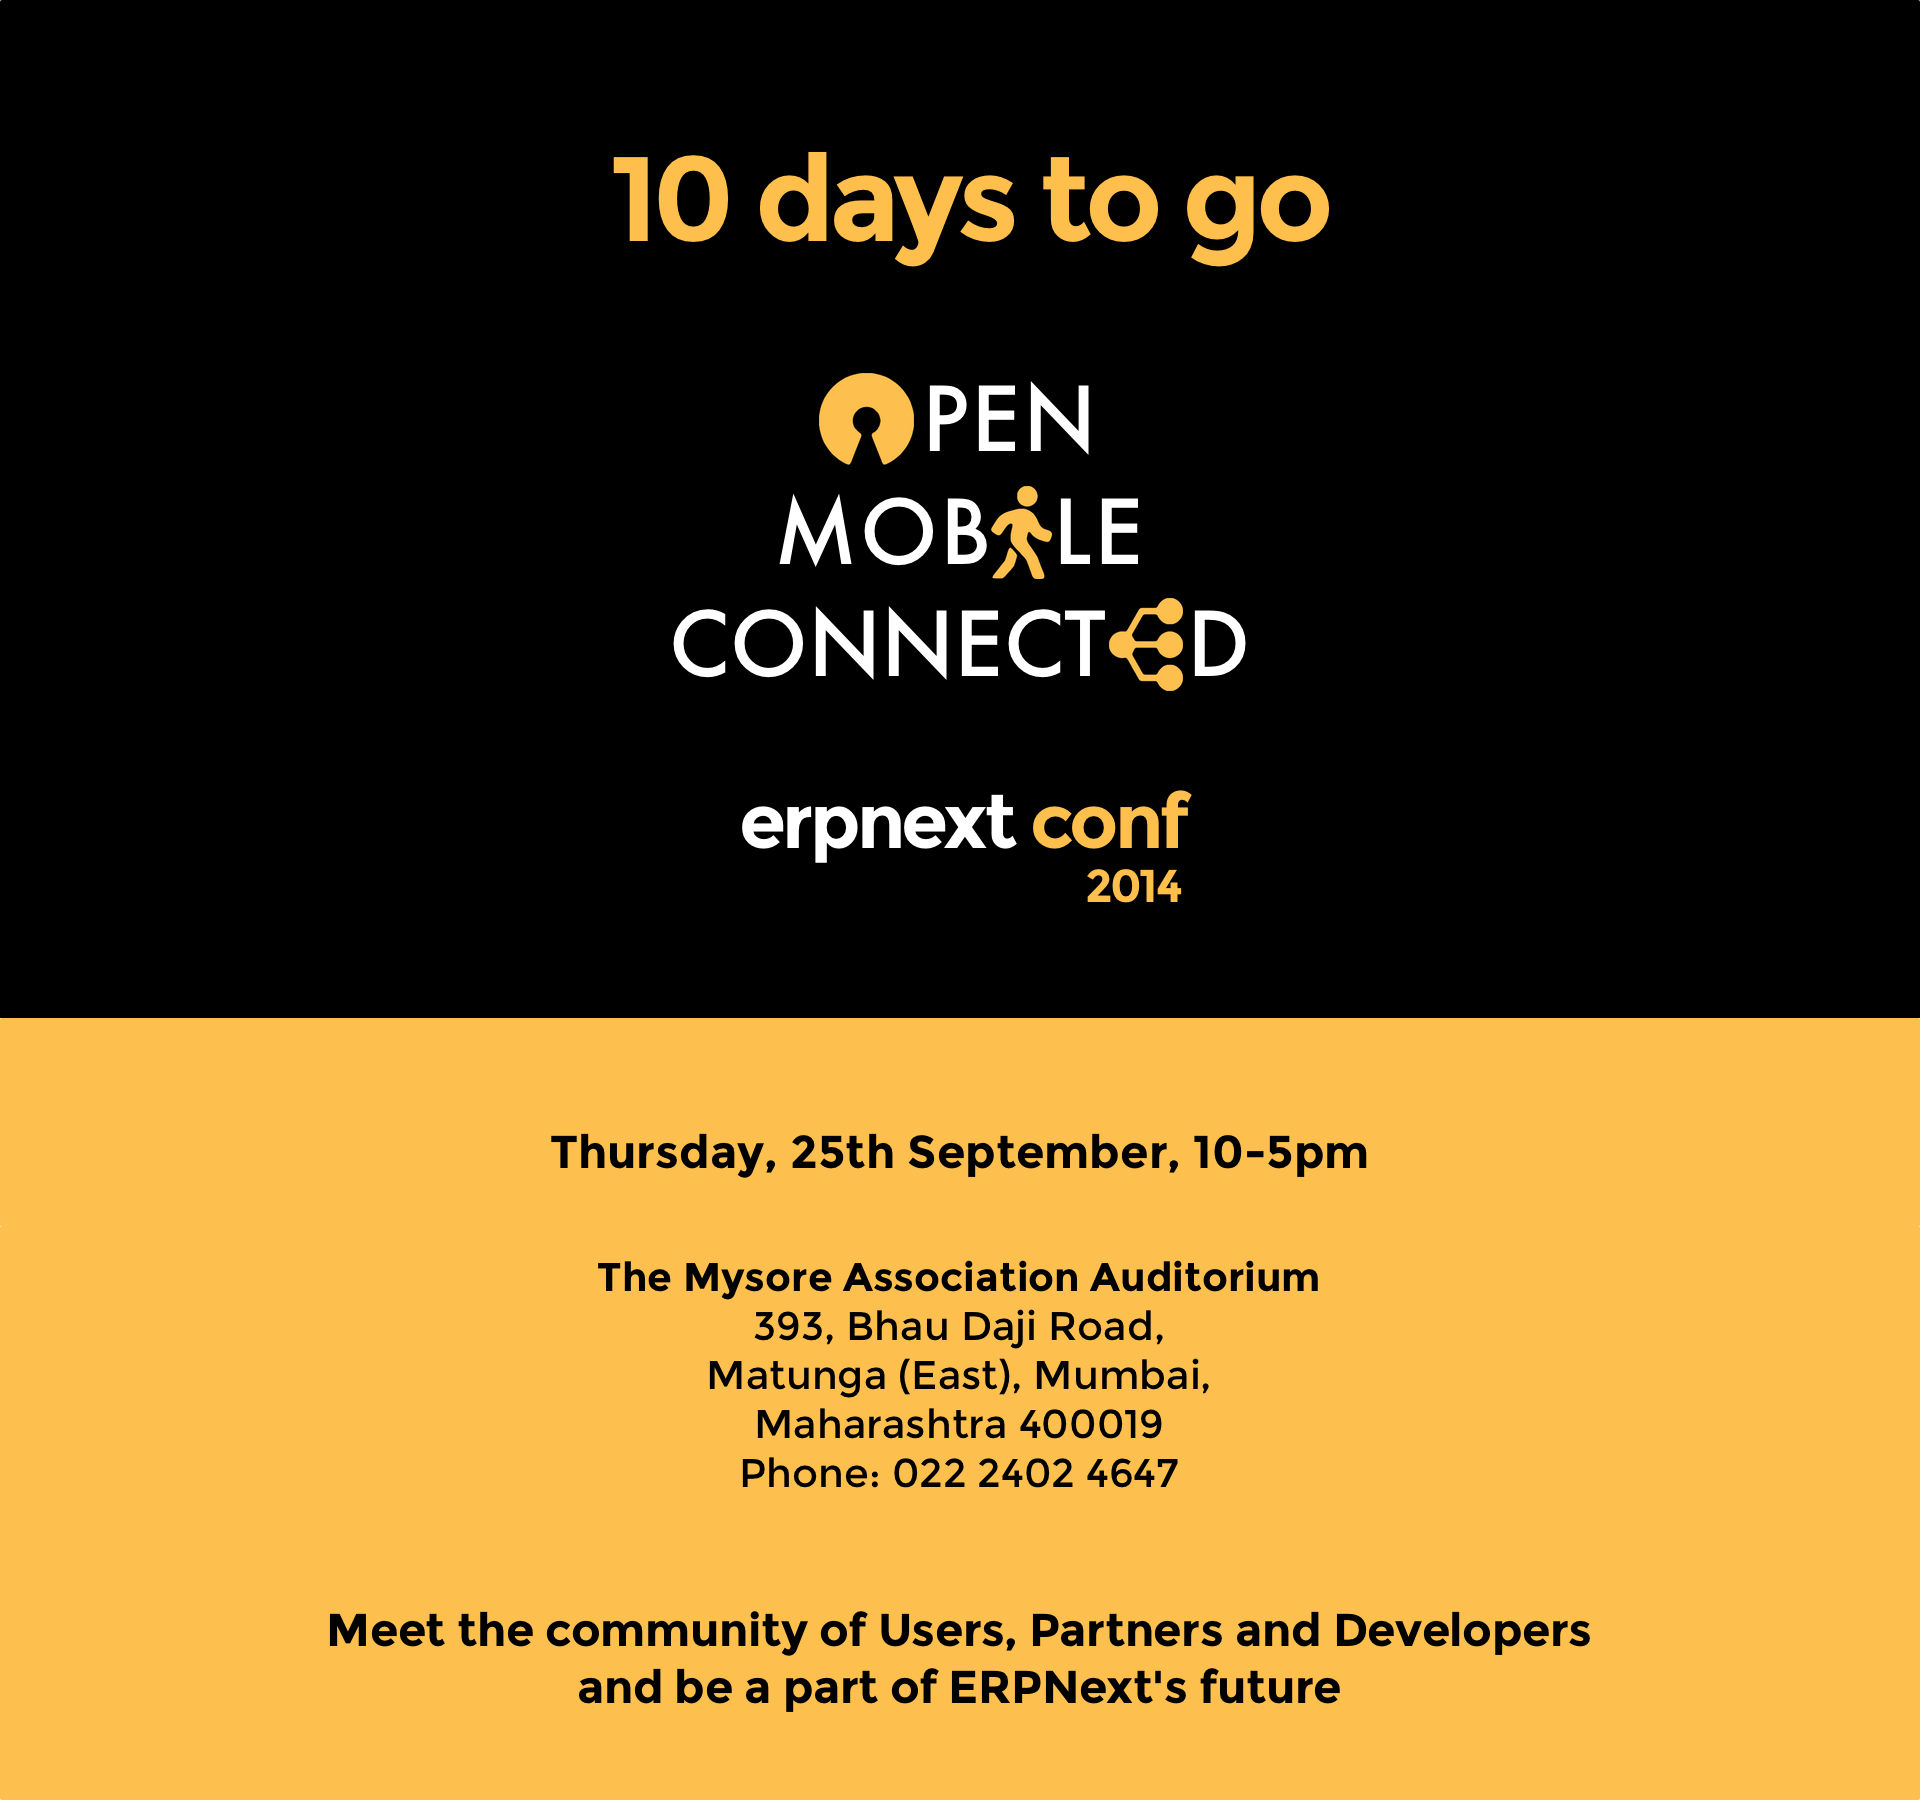 10 days to go
OPEN
MOBILE
CONNECTED
erpnext conf
2014
Thursday, 25th September, 10-5pm
The Mysore Association Auditorium
393, Bhau Daji Road,
Matunga (East), Mumbai,
Maharashtra 400019
Phone: 022 2402 4647
Meet the community of Users, Partners and Developers
and be a part of ERPNext's future